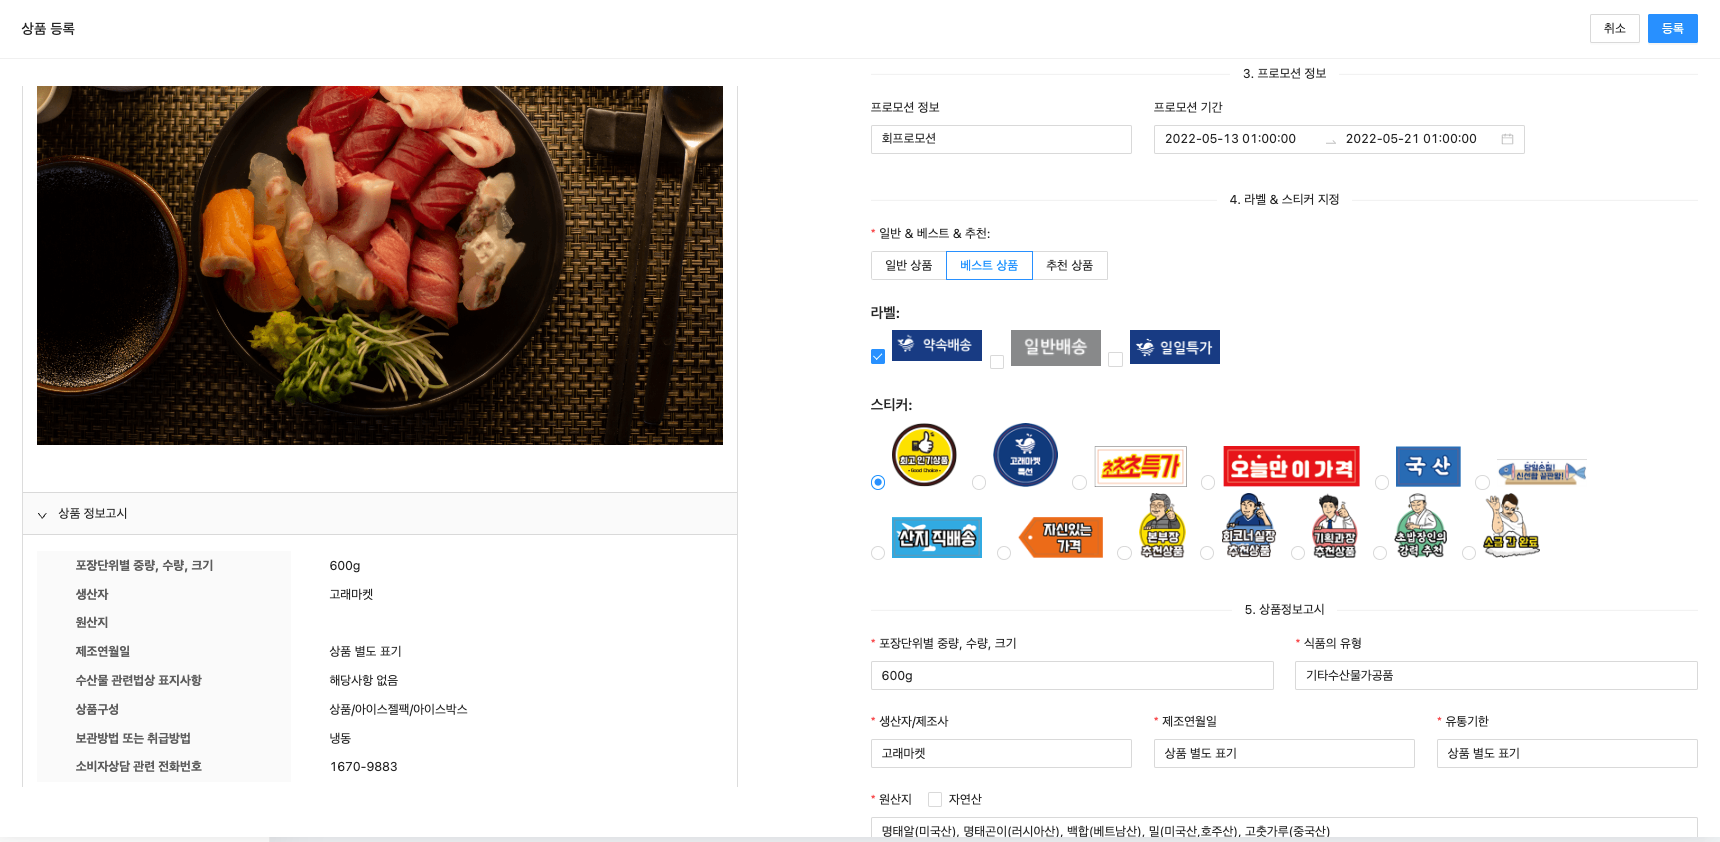 상품 등록
취소
등록
상품 정보고시
포장단위별 중량, 수량, 크기 600g
생산자 고래마켓
원산지
제조연월일 상품 별도 표기
수산물 관련법상 표지사항 해당사항 없음
상품구성 상품/아이스젤팩/아이스박스
보관방법 또는 취급방법 냉동
소비자상담 관련 전화번호 1670-9883
3. 프로모션 정보
프로모션 정보 프로모션 기간
회프로모션 2022-05-13 01:00:00 2022-05-21 01:00:00
4. 라벨 & 스티커 지정
* 일반 & 베스트 & 추천:
일반 상품 베스트 상품 추천 상품
라벨:
약속배송 일반배송 일일특가
스티커:
최고 인기상품
Good Choice
고래마켓
특선
초초초특가
오늘만 이 가격
국산
당일손질!
신선함 끝판왕!
산지 직배송
자신있는
가격
본부장
추천상품
회코너실장
추천상품
기획과장
추천상품
초밥장인의
강력 추천
소금 간 완료
5. 상품정보고시
* 포장단위별 중량, 수량, 크기 * 식품의 유형
600g 기타수산물가공품
* 생산자/제조사 * 제조연월일 * 유통기한
고래마켓 상품 별도 표기 상품 별도 표기
* 원산지 자연산
명태알(미국산), 명태곤이(러시아산), 백합(베트남산), 밀(미국산,호주산), 고춧가루(중국산)